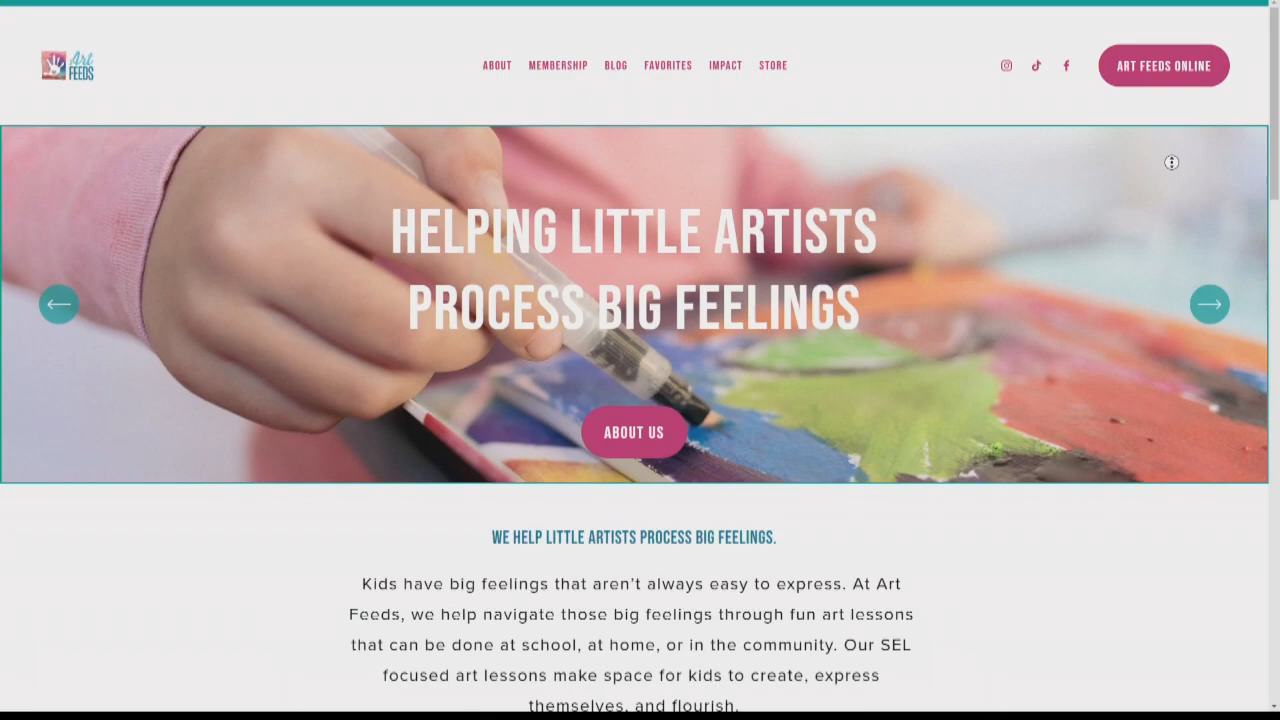 Art
FEEDS
ABOUT MEMBERSHIP BLOG FAVORITES IMPACT STORE
ART FEEDS ONLINE
HELPING LITTLE ARTISTS
PROCESS BIG FEELINGS
ABOUT US
WE HELP LITTLE ARTISTS PROCESS BIG FEELINGS.
Kids have big feelings that aren't always easy to express. At Art
Feeds, we help navigate those big feelings through fun art lessons
that can be done at school, at home, or in the community. Our SEL
focused art lessons make space for kids to create, express
themselves, and flourish.